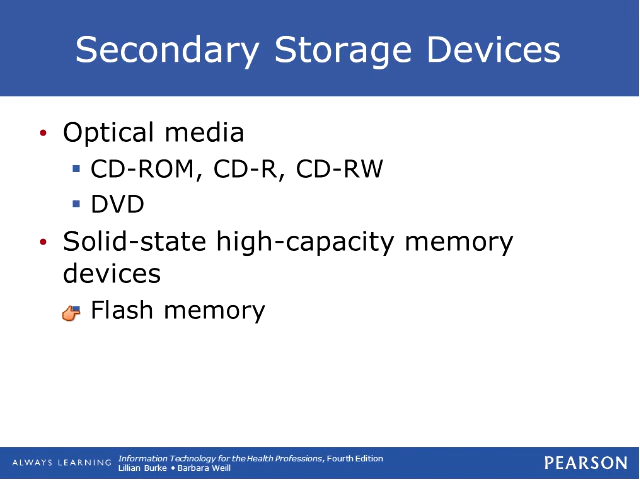 Secondary Storage Devices
• Optical media
▪ CD-ROM, CD-R, CD-RW
▪ DVD
• Solid-state high-capacity memory
devices
Flash memory
ALWAYS LEARNING
Information Technology for the Health Professions, Fourth Edition
Lillian Burke • Barbara Weill
PEARSON